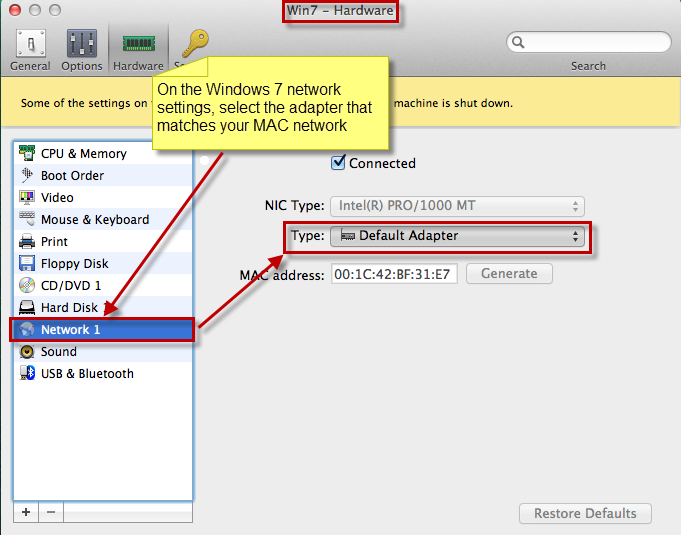 Win7 - Hardware
General Options Hardware Search
On the Windows 7 network
settings, select the adapter that
matches your MAC network
Some of the settings on machine is shut down.
CPU & Memory
Boot Order
Video
Mouse & Keyboard
Print
Floppy Disk
CD/DVD 1
Hard Disk
Network 1
Sound
USB & Bluetooth
Connected
NIC Type: Intel(R) PRO/1000 MT
Type: Default Adapter
MAC address: 00:1C:42:BF:31:E7 Generate
Restore Defaults